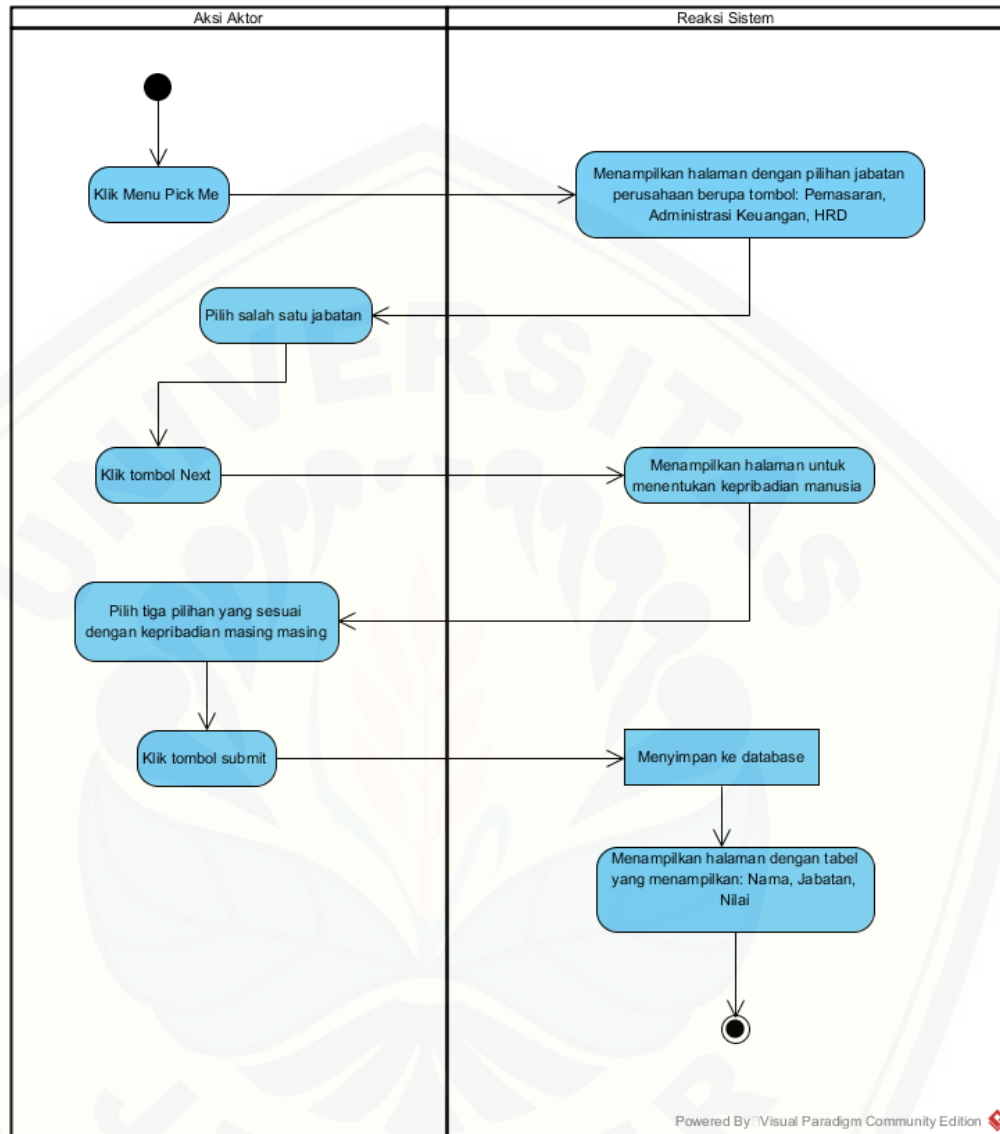 Aksi Aktor
Reaksi Sistem
Klik Menu Pick Me
Menampilkan halaman dengan pilihan jabatan
perusahaan berupa tombol: Pemasaran,
Administrasi Keuangan, HRD
Pilih salah satu jabatan
Klik tombol Next
Menampilkan halaman untuk
menentukan kepribadian manusia
Pilih tiga pilihan yang sesuai
dengan kepribadian masing masing
Klik tombol submit
Menyimpan ke database
Menampilkan halaman dengan tabel
yang menampilkan: Nama, Jabatan,
Nilai
UNIVERSITAS
Powered By Visual Paradigm Community Edition